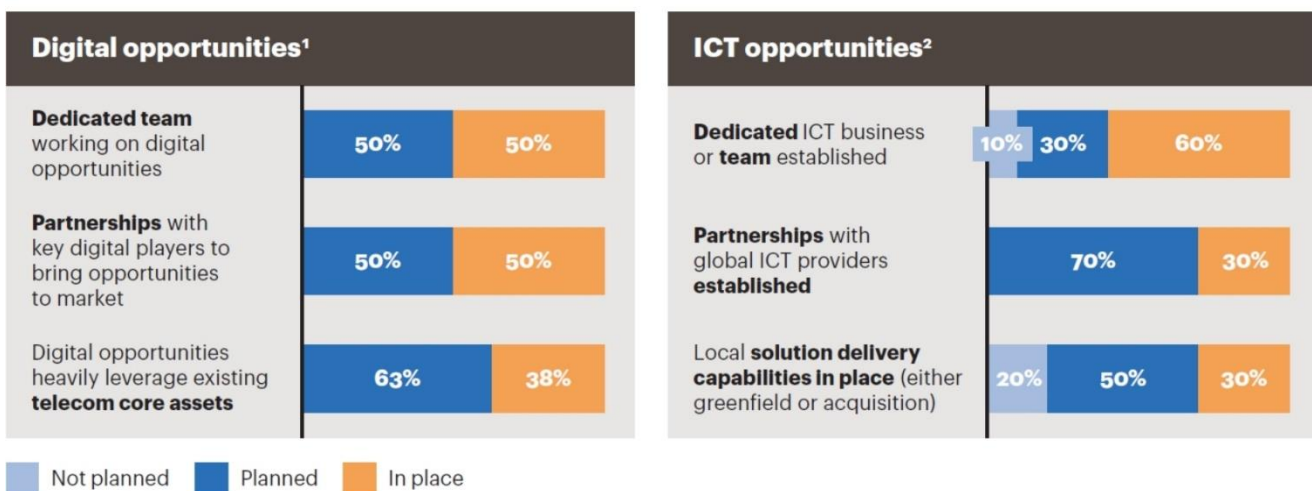 Digital opportunities¹
Dedicated team
working on digital
opportunities
50%
50%
Partnerships with
key digital players to
bring opportunities
to market
50%
50%
Digital opportunities
heavily leverage existing
telecom core assets
63%
38%
ICT opportunities²
Dedicated ICT business
or team established
10%
30%
60%
Partnerships with
global ICT providers
established
70%
30%
Local solution delivery
capabilities in place (either
greenfield or acquisition)
20%
50%
30%
Not planned
Planned
In place